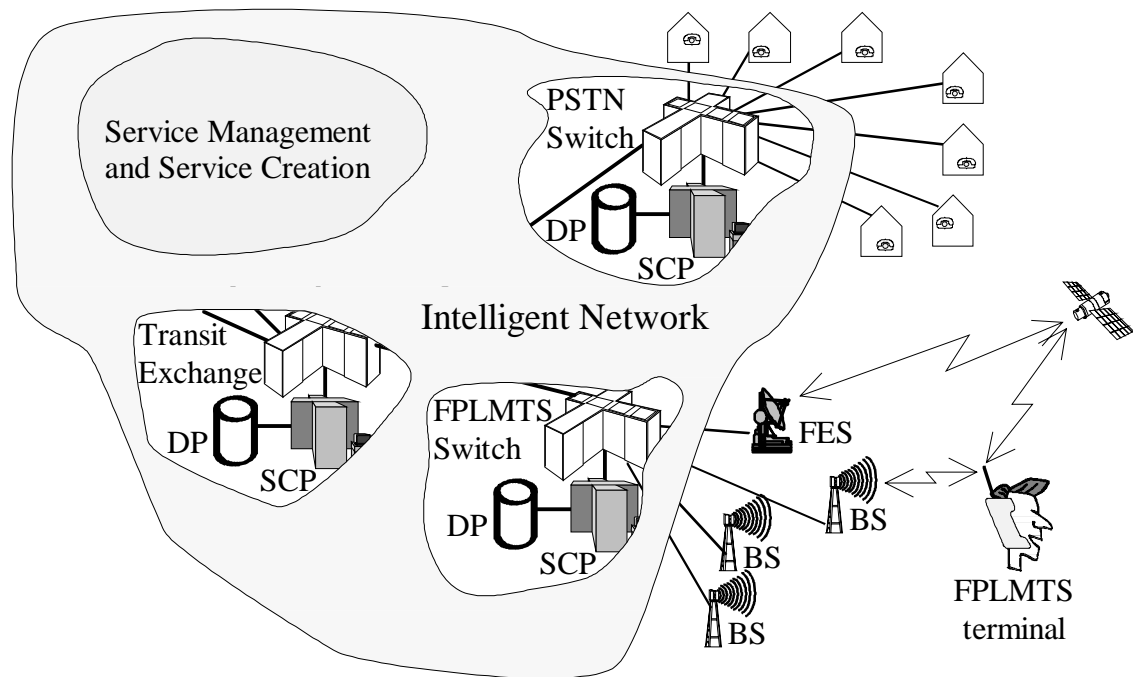 PSTN
Switch
Service Management
and Service Creation
DP
SCP
Intelligent Network
Transit
Exchange
DP
SCP
FPLMTS
Switch
DP
SCP
FES
BS
BS
BS
FPLMTS
terminal